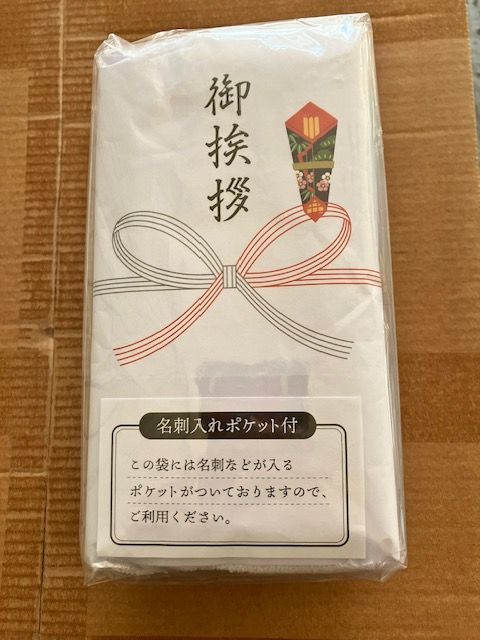 御挨拶
名刺入れポケット付
この袋には名刺などが入る
ポケットがついておりますので、
ご利用ください。